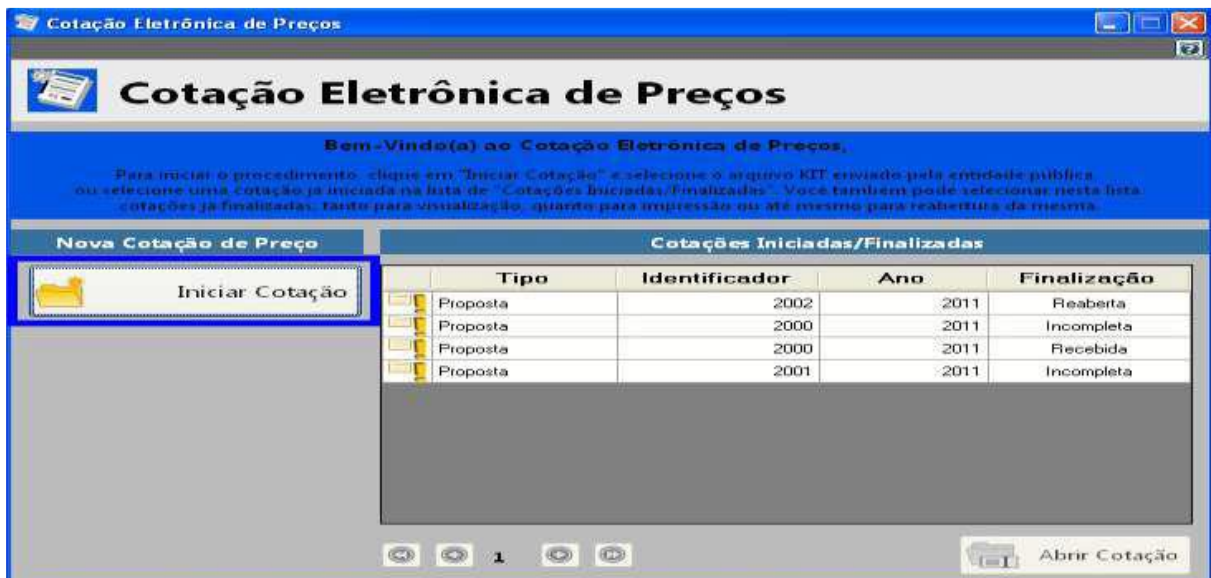 Cotação Eletrônica de Preços
Cotação Eletrônica de Preços
Bem-Vindo(a) ao Cotação Eletrônica de Preços,
Para iniciar o procedimento, clique em "Iniciar Cotação" e selecione o arquivo KIT enviado pela entidade pública
ou selecione uma cotação já iniciada na lista de "Cotações Iniciadas/Finalizadas". Você também pode selecionar nesta lista
cotações já finalizadas, tanto para visualização, quanto para impressão ou até mesmo para reabertura da mesma.
Nova Cotação de Preço
Cotações Iniciadas/Finalizadas
Iniciar Cotação
Tipo Identificador Ano Finalização
Proposta 2002 2011 Reaberta
Proposta 2000 2011 Incompleta
Proposta 2000 2011 Recebida
Proposta 2001 2011 Incompleta
1
Abrir Cotação